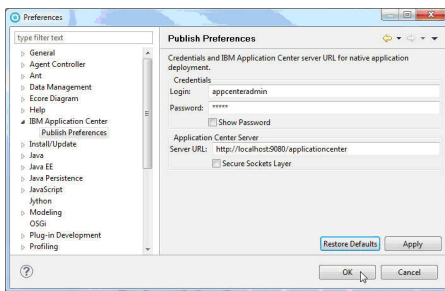 Preferences
type filter text
General
Agent Controller
Ant
Data Management
Ecore Diagram
Help
IBM Application Center
Publish Preferences
Install/Update
Java
Java EE
Java Persistence
JavaScript
Jython
Modeling
OSGi
Plug-in Development
Profiling
Publish Preferences
Credentials and IBM Application Center server URL for native application
deployment.
Credentials
Login: appcenteradmin
Password: *****
Show Password
Application Center Server
Server URL: http://localhost:9080/applicationcenter
Secure Sockets Layer
Restore Defaults Apply
OK Cancel